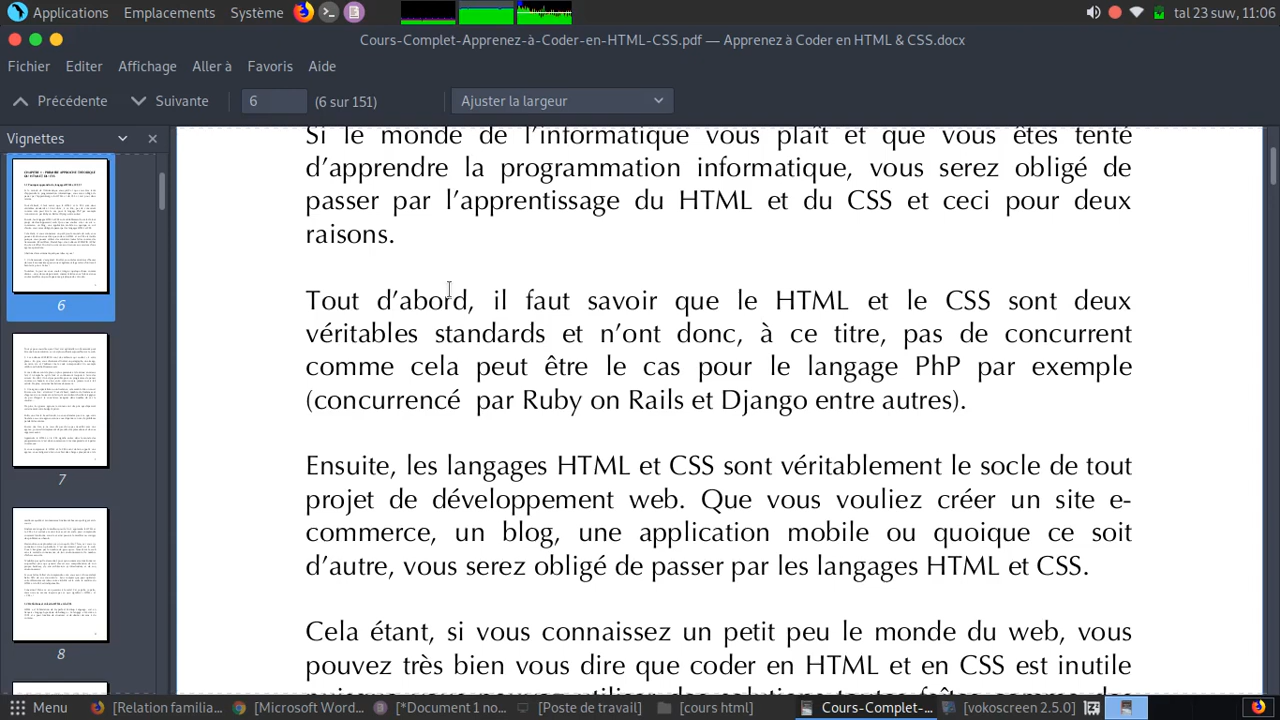 Applications Emplacements Système tal 23 suw, 11:06
Cours-Complet-Apprenez-à-Coder-en-HTML-CSS.pdf — Apprenez à Coder en HTML & CSS.docx
Fichier Editer Affichage Aller à Favoris Aide
Précédente Suivante 6 (6 sur 151) Ajuster la largeur
Vignettes
6
7
8
Si le monde de l’informatique vous plaît et que vous êtes tenté
d’apprendre la programmation informatique, vous serez obligé de
passer par l’apprentissage du HTML et du CSS et ceci pour deux
raisons.
Tout d’abord, il faut savoir que le HTML et le CSS sont deux
véritables standards et n’ont donc, à ce titre, pas de concurrent
comme cela peut être le cas pour le langage PhP par exemple
(concurrencé par Ruby on Rails et Django entre autres).
Ensuite, les langages HTML et CSS sont véritablement le socle de tout
projet de développement web. Que vous vouliez créer un site e-
commerce, un blog, une application mobile ou quoique ce soit
d’autre, vous serez obligé de passer par les langages HTML et CSS.
Cela étant, si vous connaissez un petit peu le monde du web, vous
pouvez très bien vous dire que coder en HTML et en CSS est inutile
Menu [Relation familia... [Microsoft Word... [*Document 1 no... [Poste de travail] [cours html] Cours-Complet-... [vokoscreen 2.5.0]